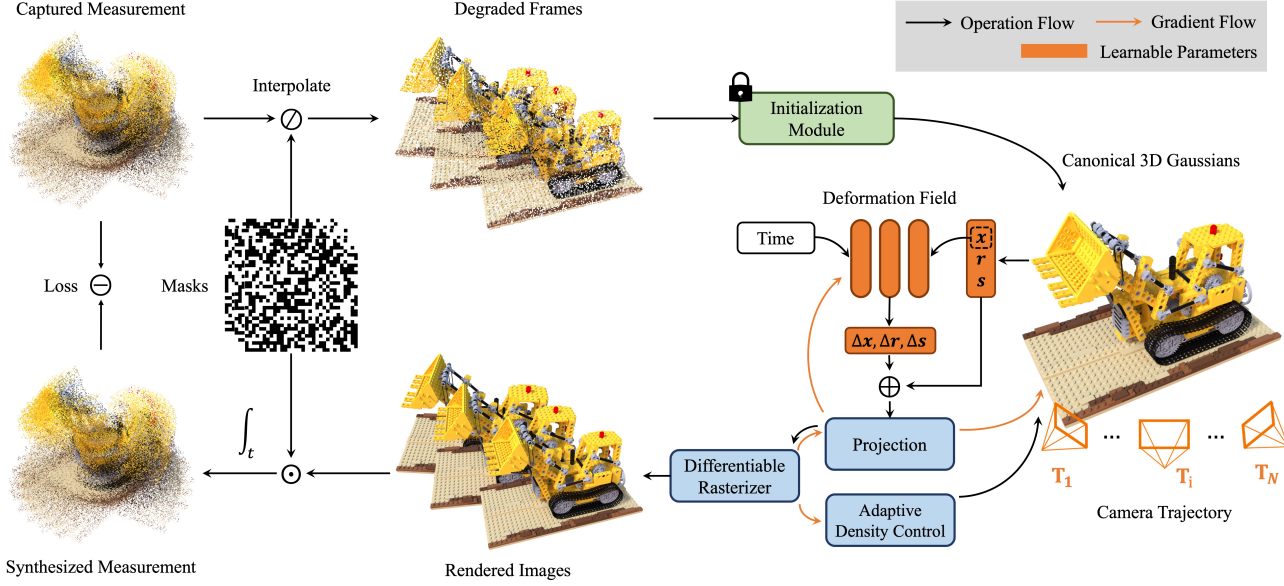 Captured Measurement
Degraded Frames
Operation Flow
Gradient Flow
Learnable Parameters
Interpolate
Initialization
Module
Canonical 3D Gaussians
Deformation Field
Time
x
r
s
Loss
Masks
Δx, Δr, Δs
∫t
Projection
Differentiable
Rasterizer
Adaptive
Density Control
... ...
T1 Ti TN
Camera Trajectory
Synthesized Measurement
Rendered Images